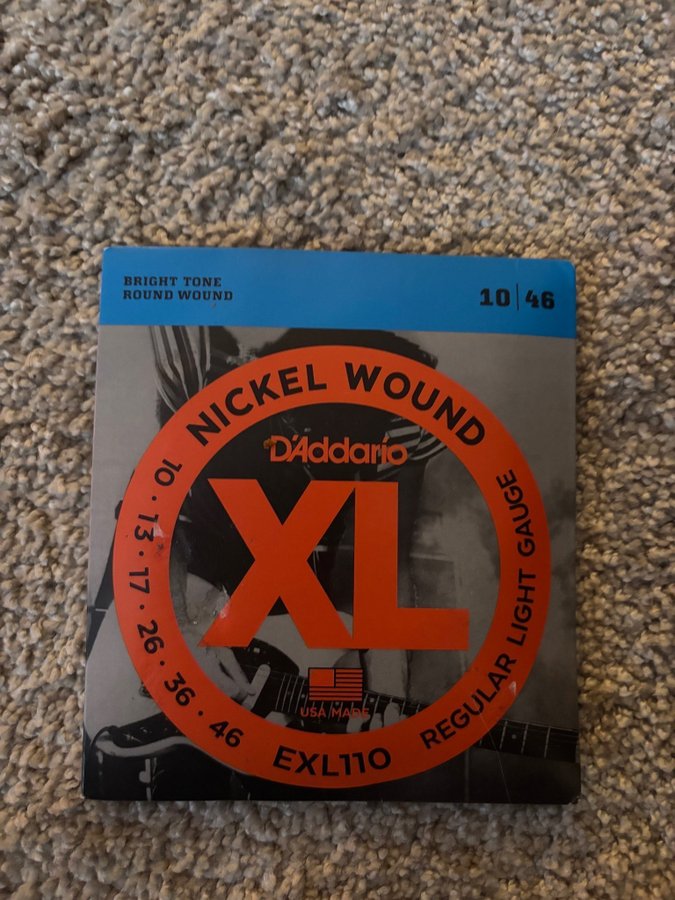 BRIGHT TONE
ROUND WOUND
10|46
NICKEL WOUND
D'Addario
XL
10 · 13 · 17 · 26 · 36 · 46
REGULAR LIGHT GAUGE
USA MADE
EXL110